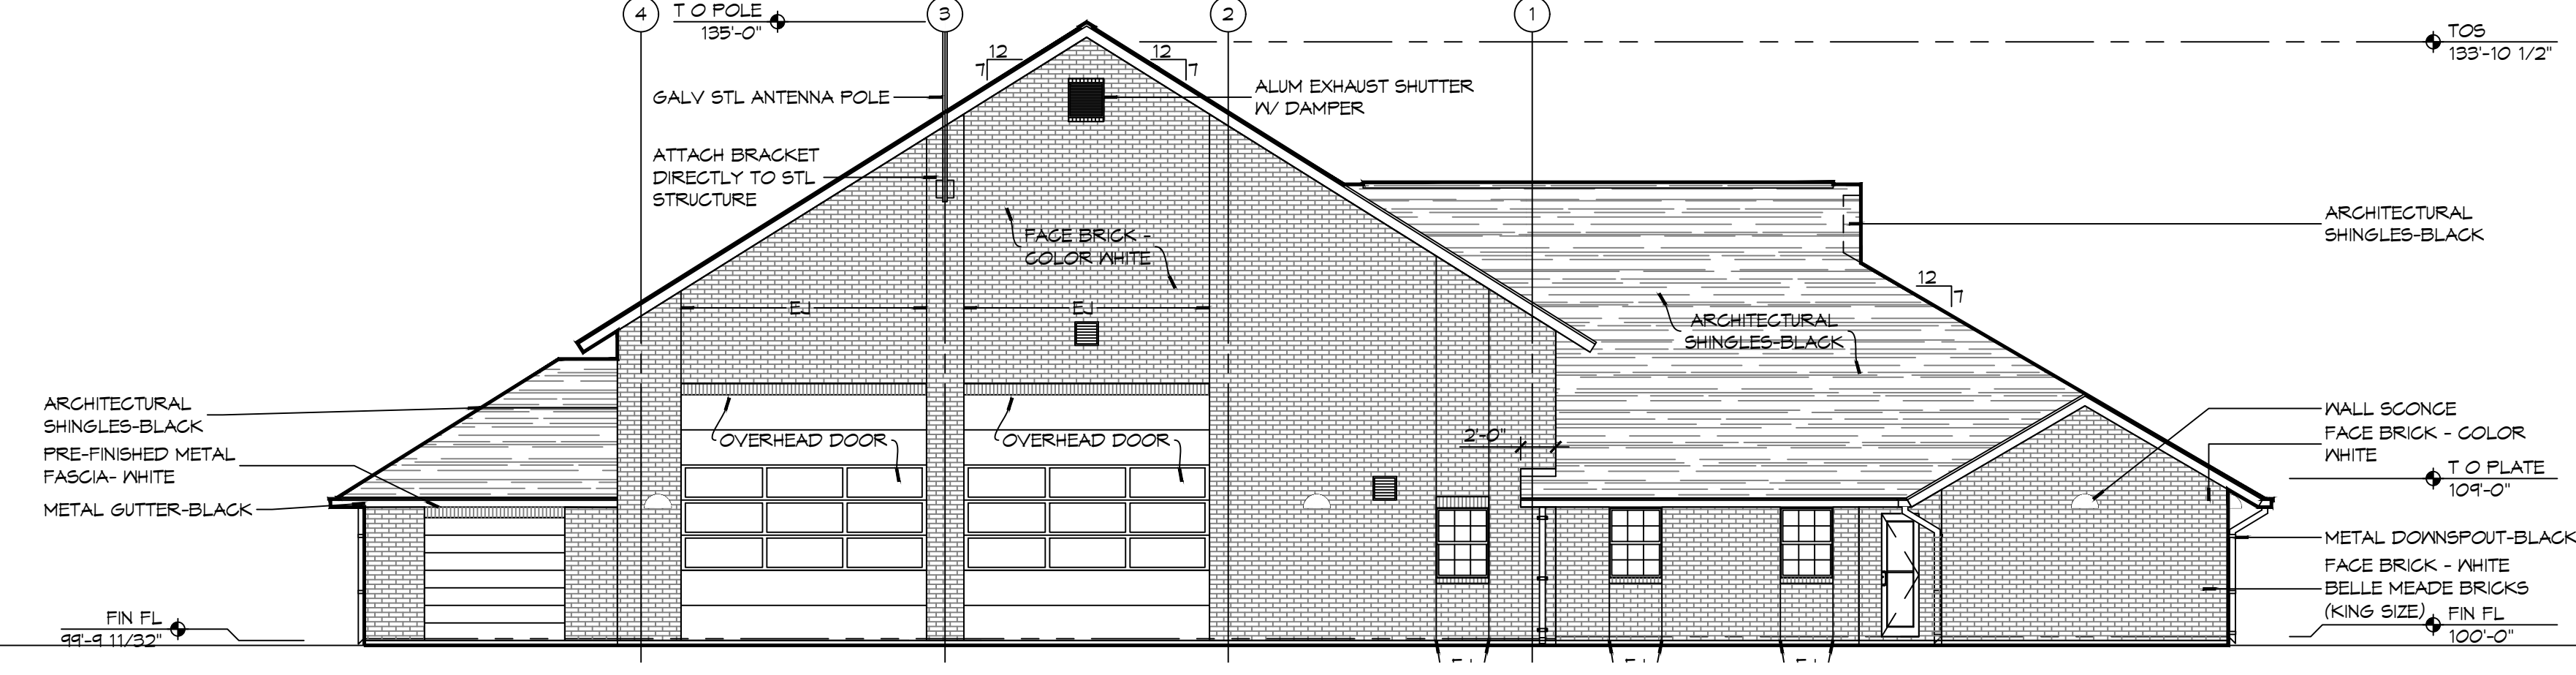 4
T O POLE
135'-0"
3
2
1
TOS
133'-10 1/2"
12
7
12
7
GALV STL ANTENNA POLE
ALUM EXHAUST SHUTTER
W/ DAMPER
ATTACH BRACKET
DIRECTLY TO STL
STRUCTURE
FACE BRICK -
COLOR WHITE
ARCHITECTURAL
SHINGLES-BLACK
12
7
EJ
EJ
ARCHITECTURAL
SHINGLES-BLACK
ARCHITECTURAL
SHINGLES-BLACK
PRE-FINISHED METAL
FASCIA- WHITE
METAL GUTTER-BLACK
OVERHEAD DOOR
OVERHEAD DOOR
2'-0"
WALL SCONCE
FACE BRICK - COLOR
WHITE
T O PLATE
109'-0"
METAL DOWNSPOUT-BLACK
FACE BRICK - WHITE
BELLE MEADE BRICKS
(KING SIZE)
FIN FL
100'-0"
FIN FL
99'-9 11/32"